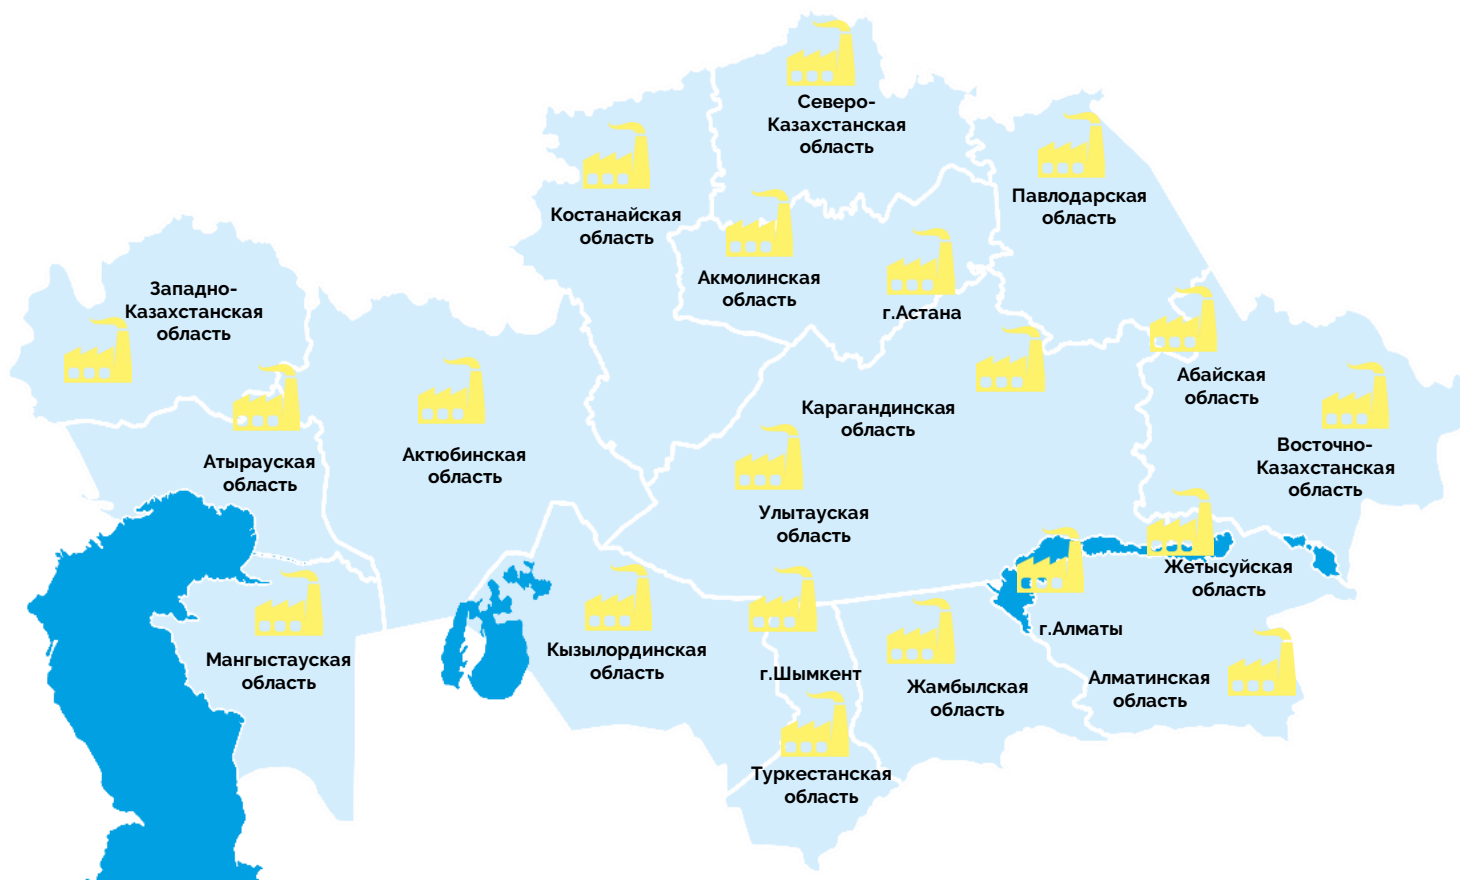 Северо-
Казахстанская
область
Павлодарская
область
Костанайская
область
Акмолинская
область
г.Астана
Западно-
Казахстанская
область
Абайская
область
Карагандинская
область
Восточно-
Казахстанская
область
Атырауская
область
Актюбинская
область
Улытауская
область
Жетысуйская
область
г.Алматы
Кызылординская
область
Мангыстауская
область
г.Шымкент
Жамбылская
область
Алматинская
область
Туркестанская
область